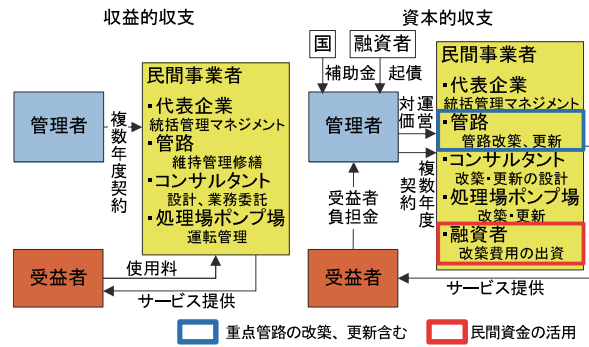 収益的収支
管理者
複数年度契約
民間事業者
・代表企業
統括管理マネジメント
・管路
維持管理修繕
・コンサルタント
設計、業務委託
・処理場ポンプ場
運転管理
受益者
使用料
サービス提供
資本的収支
国
融資者
補助金
起債
管理者
運営
対価
複数年度
契約
受益者
負担金
民間事業者
・代表企業
統括管理マネジメント
・管路
管路改築、更新
・コンサルタント
改築・更新の設計
・処理場ポンプ場
改築・更新
・融資者
改築費用の出資
受益者
サービス提供
重点管路の改築、更新含む
民間資金の活用